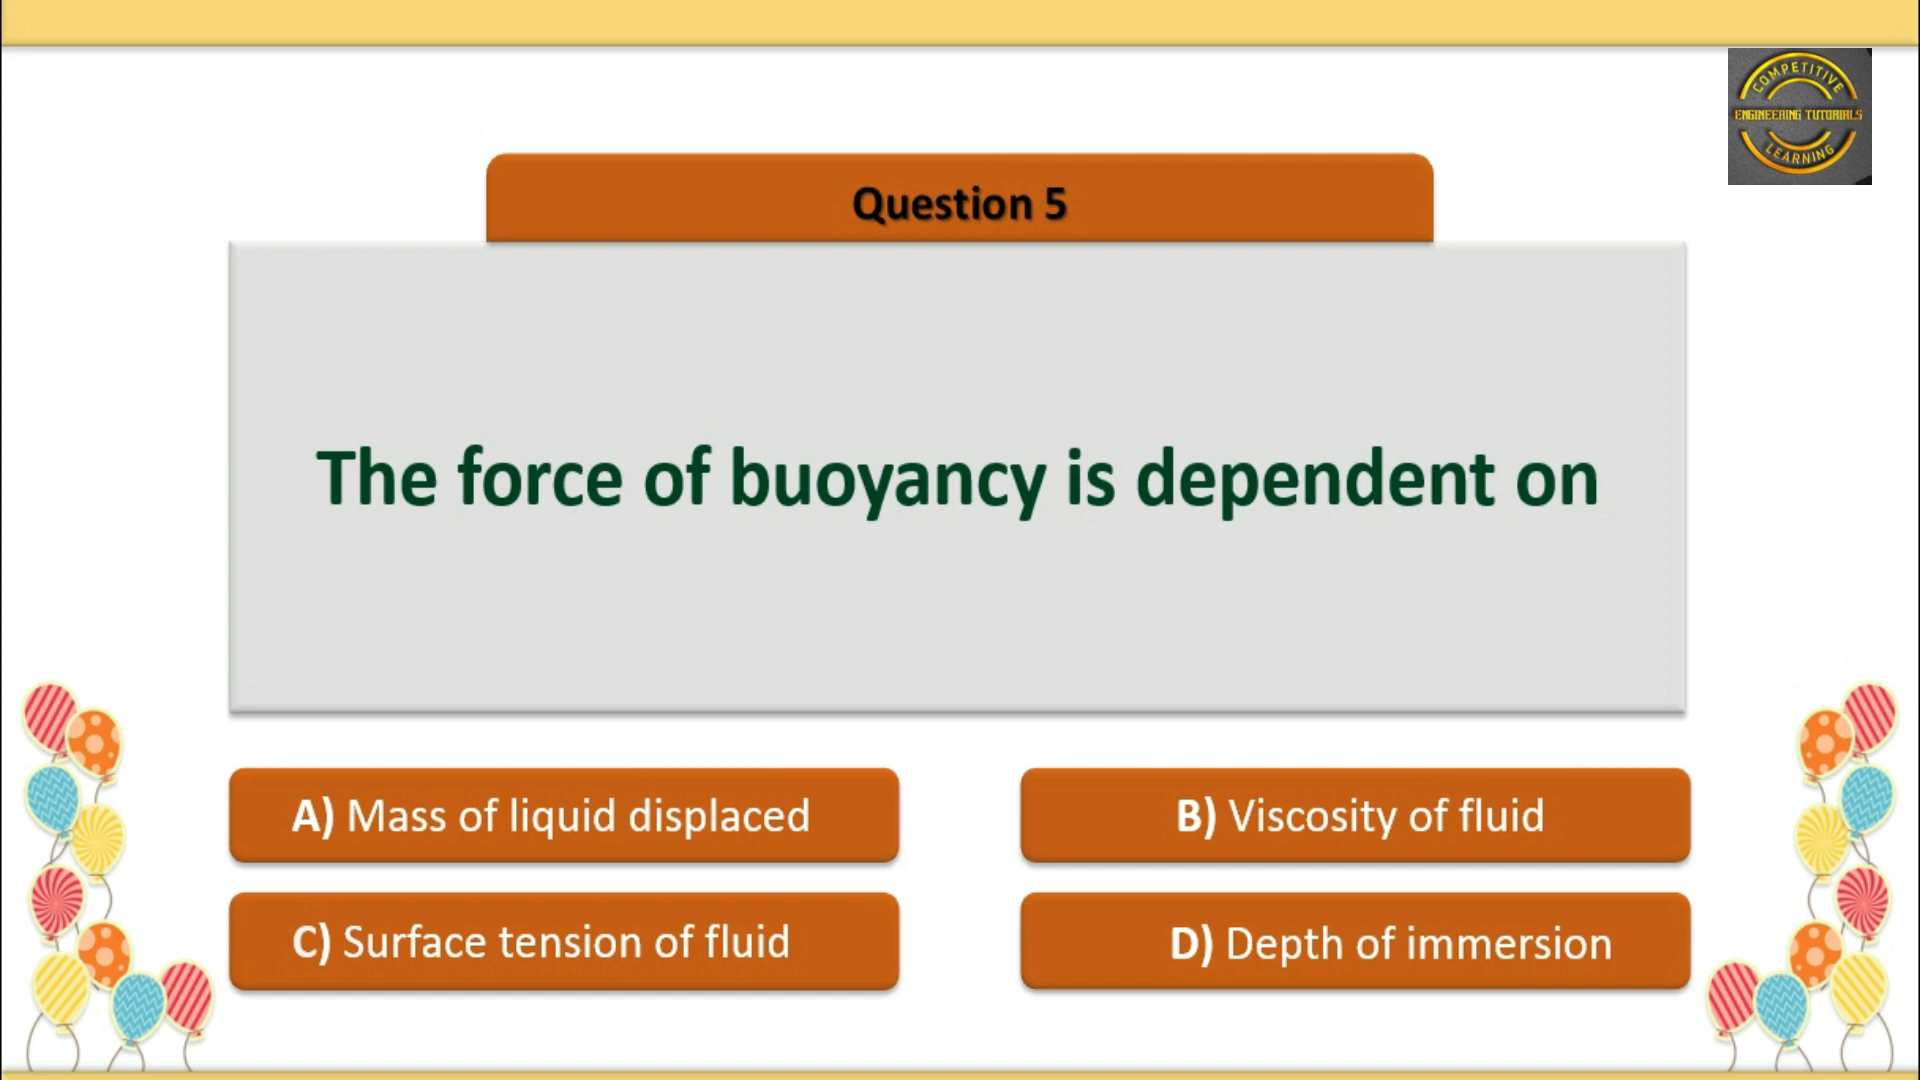 COMPETITIVE
ENGINEERING TUTORIALS
LEARNING
Question 5
The force of buoyancy is dependent on
A) Mass of liquid displaced
B) Viscosity of fluid
C) Surface tension of fluid
D) Depth of immersion